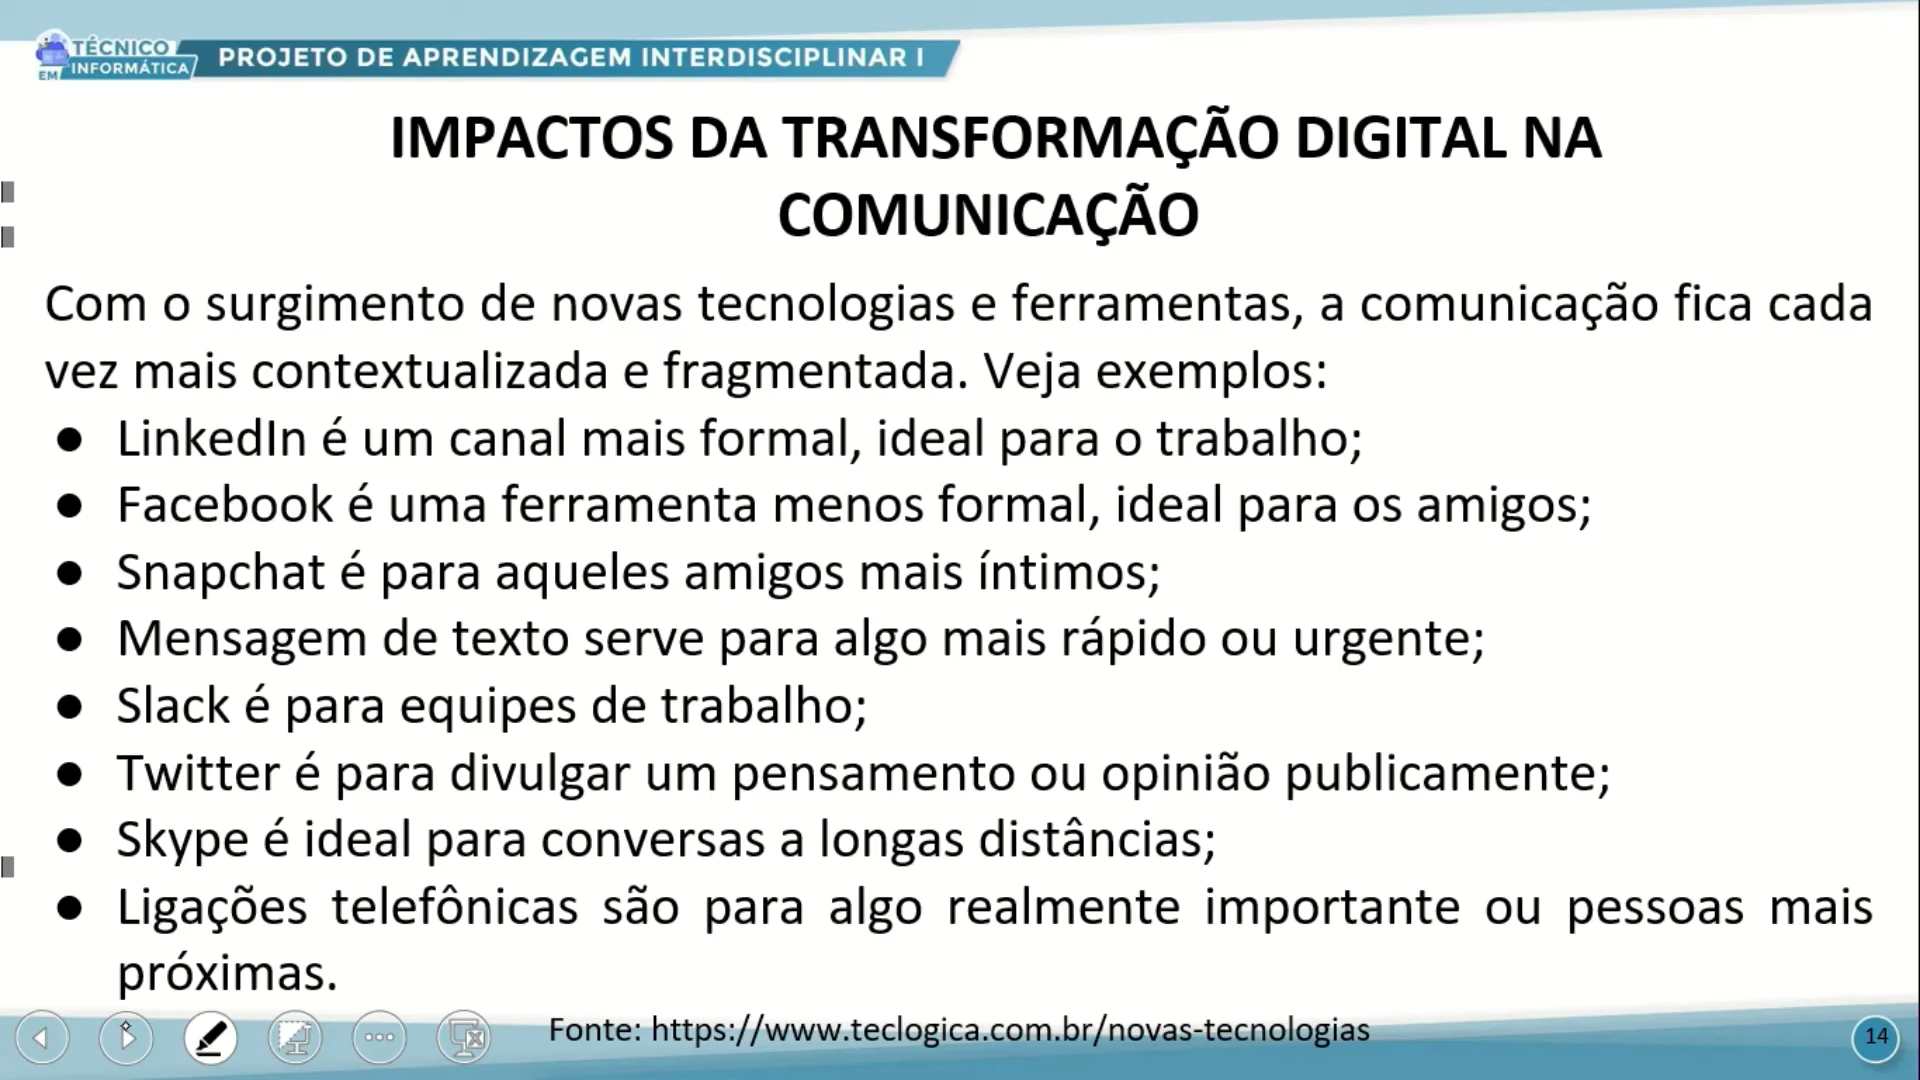 TÉCNICO
EM INFORMÁTICA
PROJETO DE APRENDIZAGEM INTERDISCIPLINAR I
IMPACTOS DA TRANSFORMAÇÃO DIGITAL NA
COMUNICAÇÃO
Com o surgimento de novas tecnologias e ferramentas, a comunicação fica cada
vez mais contextualizada e fragmentada. Veja exemplos:
● LinkedIn é um canal mais formal, ideal para o trabalho;
● Facebook é uma ferramenta menos formal, ideal para os amigos;
● Snapchat é para aqueles amigos mais íntimos;
● Mensagem de texto serve para algo mais rápido ou urgente;
● Slack é para equipes de trabalho;
● Twitter é para divulgar um pensamento ou opinião publicamente;
● Skype é ideal para conversas a longas distâncias;
● Ligações telefônicas são para algo realmente importante ou pessoas mais
próximas.
Fonte: https://www.teclogica.com.br/novas-tecnologias
14